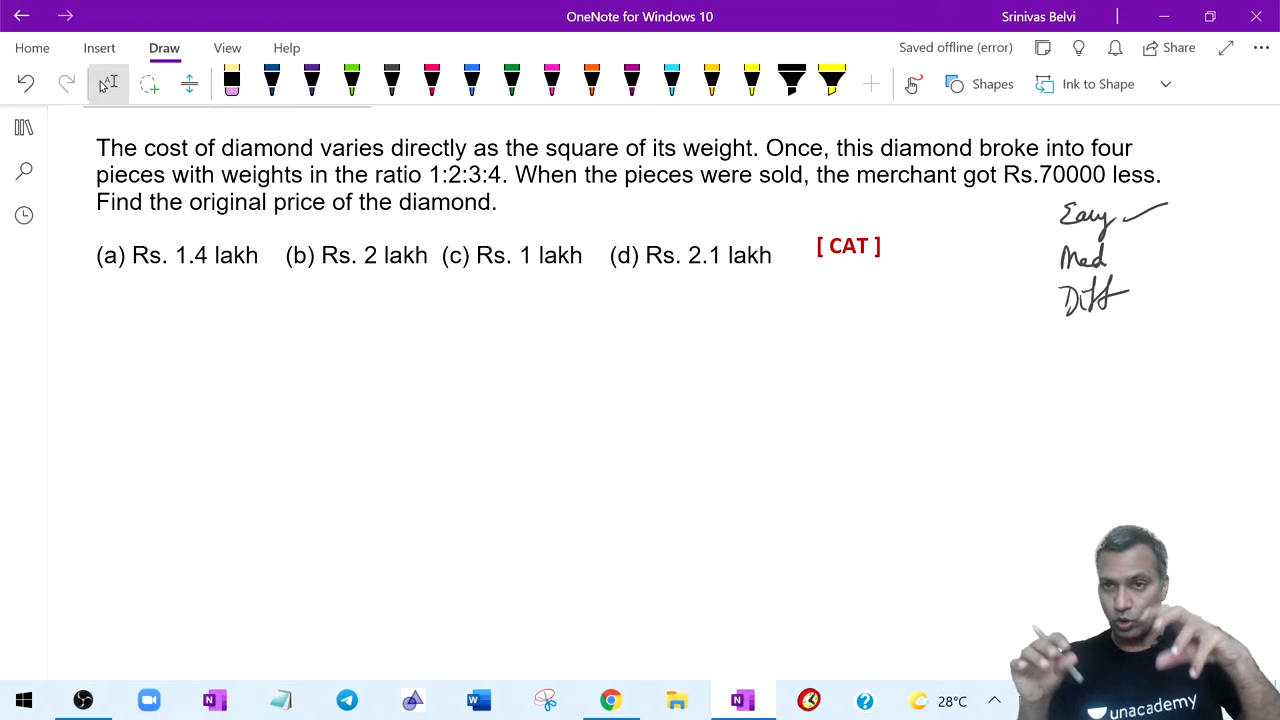 OneNote for Windows 10
Srinivas Belvi
Home Insert Draw View Help
Saved offline (error)
Share
Shapes
Ink to Shape
The cost of diamond varies directly as the square of its weight. Once, this diamond broke into four
pieces with weights in the ratio 1:2:3:4. When the pieces were sold, the merchant got Rs.70000 less.
Find the original price of the diamond.
(a) Rs. 1.4 lakh (b) Rs. 2 lakh (c) Rs. 1 lakh (d) Rs. 2.1 lakh
[ CAT ]
Easy
Med
Diff
unacademy
28°C